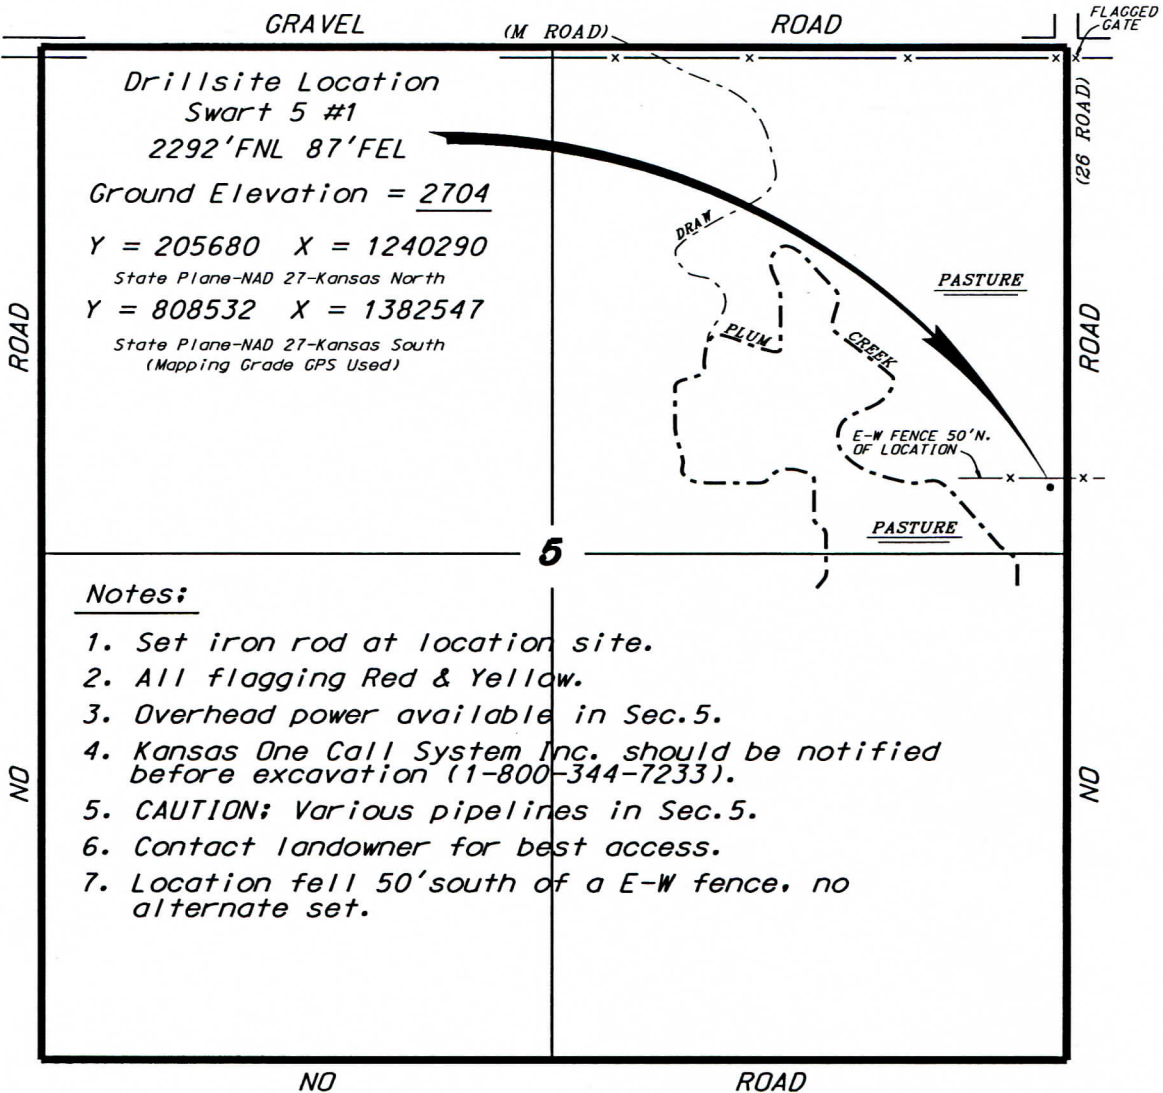 GRAVEL (M ROAD) ROAD
FLAGGED
GATE
Drillsite Location
Swart 5 #1
2292'FNL 87'FEL
Ground Elevation = 2704
Y = 205680 X = 1240290
State Plane-NAD 27-Kansas North
Y = 808532 X = 1382547
State Plane-NAD 27-Kansas South
(Mapping Grade GPS Used)
(26 ROAD)
DRAW
PASTURE
PLUM CREEK
ROAD
ROAD
E-W FENCE 50'N.
OF LOCATION
PASTURE
5
Notes:
1. Set iron rod at location site.
2. All flagging Red & Yellow.
3. Overhead power available in Sec.5.
4. Kansas One Call System Inc. should be notified
before excavation (1-800-344-7233).
5. CAUTION: Various pipelines in Sec.5.
6. Contact landowner for best access.
7. Location fell 50'south of a E-W fence, no
alternate set.
NO
NO
NO ROAD